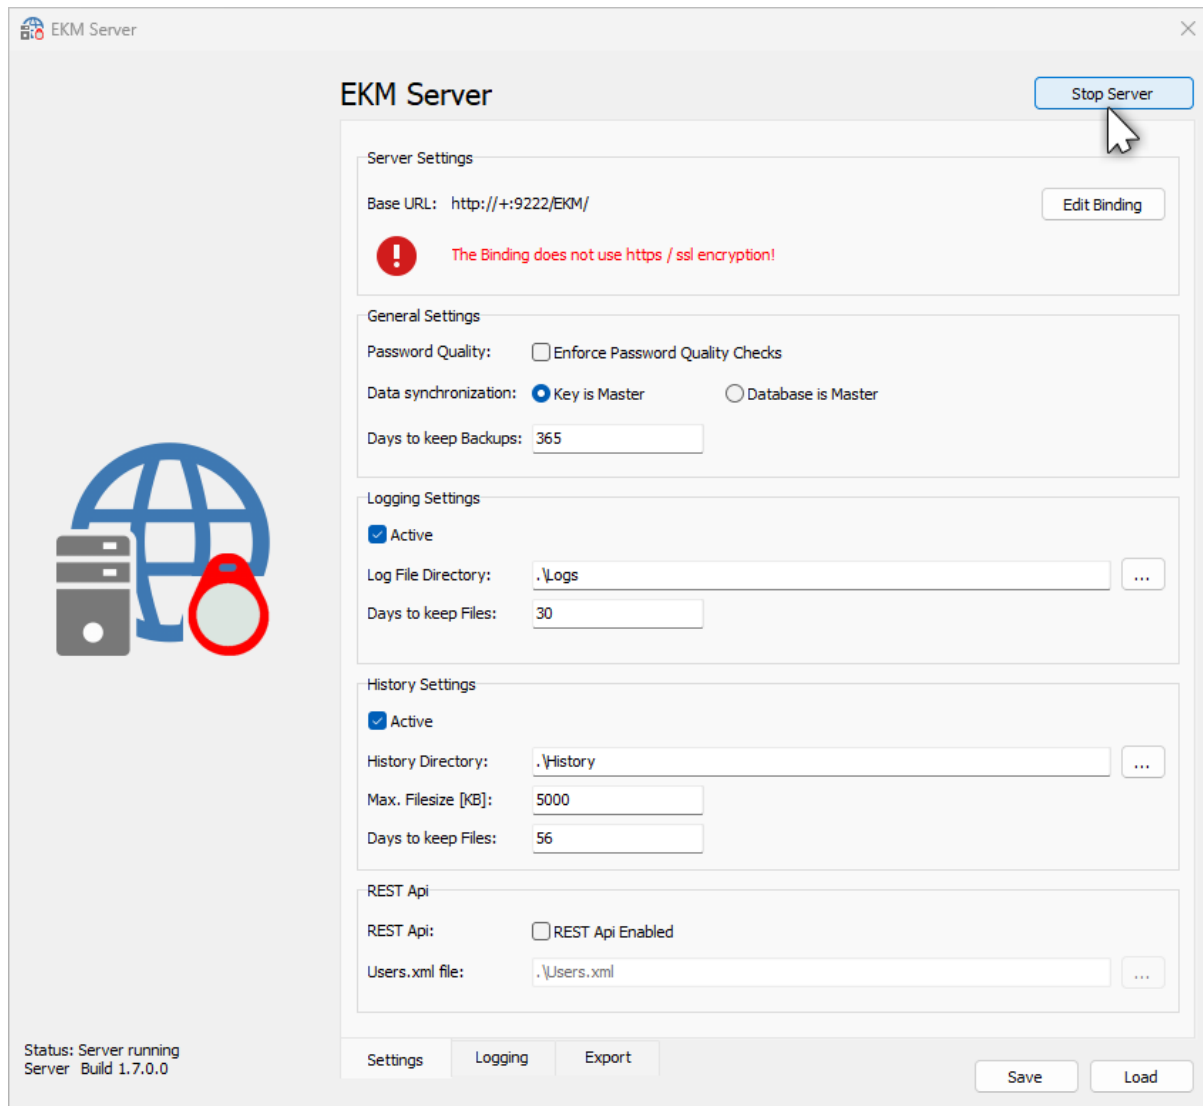 EKM Server
EKM Server
Stop Server
Server Settings
Base URL: http://+:9222/EKM/
Edit Binding
The Binding does not use https / ssl encryption!
General Settings
Password Quality: Enforce Password Quality Checks
Data synchronization: Key is Master Database is Master
Days to keep Backups: 365
Logging Settings
Active
Log File Directory: .\Logs ...
Days to keep Files: 30
History Settings
Active
History Directory: .\History ...
Max. Filesize [KB]: 5000
Days to keep Files: 56
REST Api
REST Api: REST Api Enabled
Users.xml file: .\Users.xml ...
Status: Server running
Server Build 1.7.0.0
Settings Logging Export
Save Load